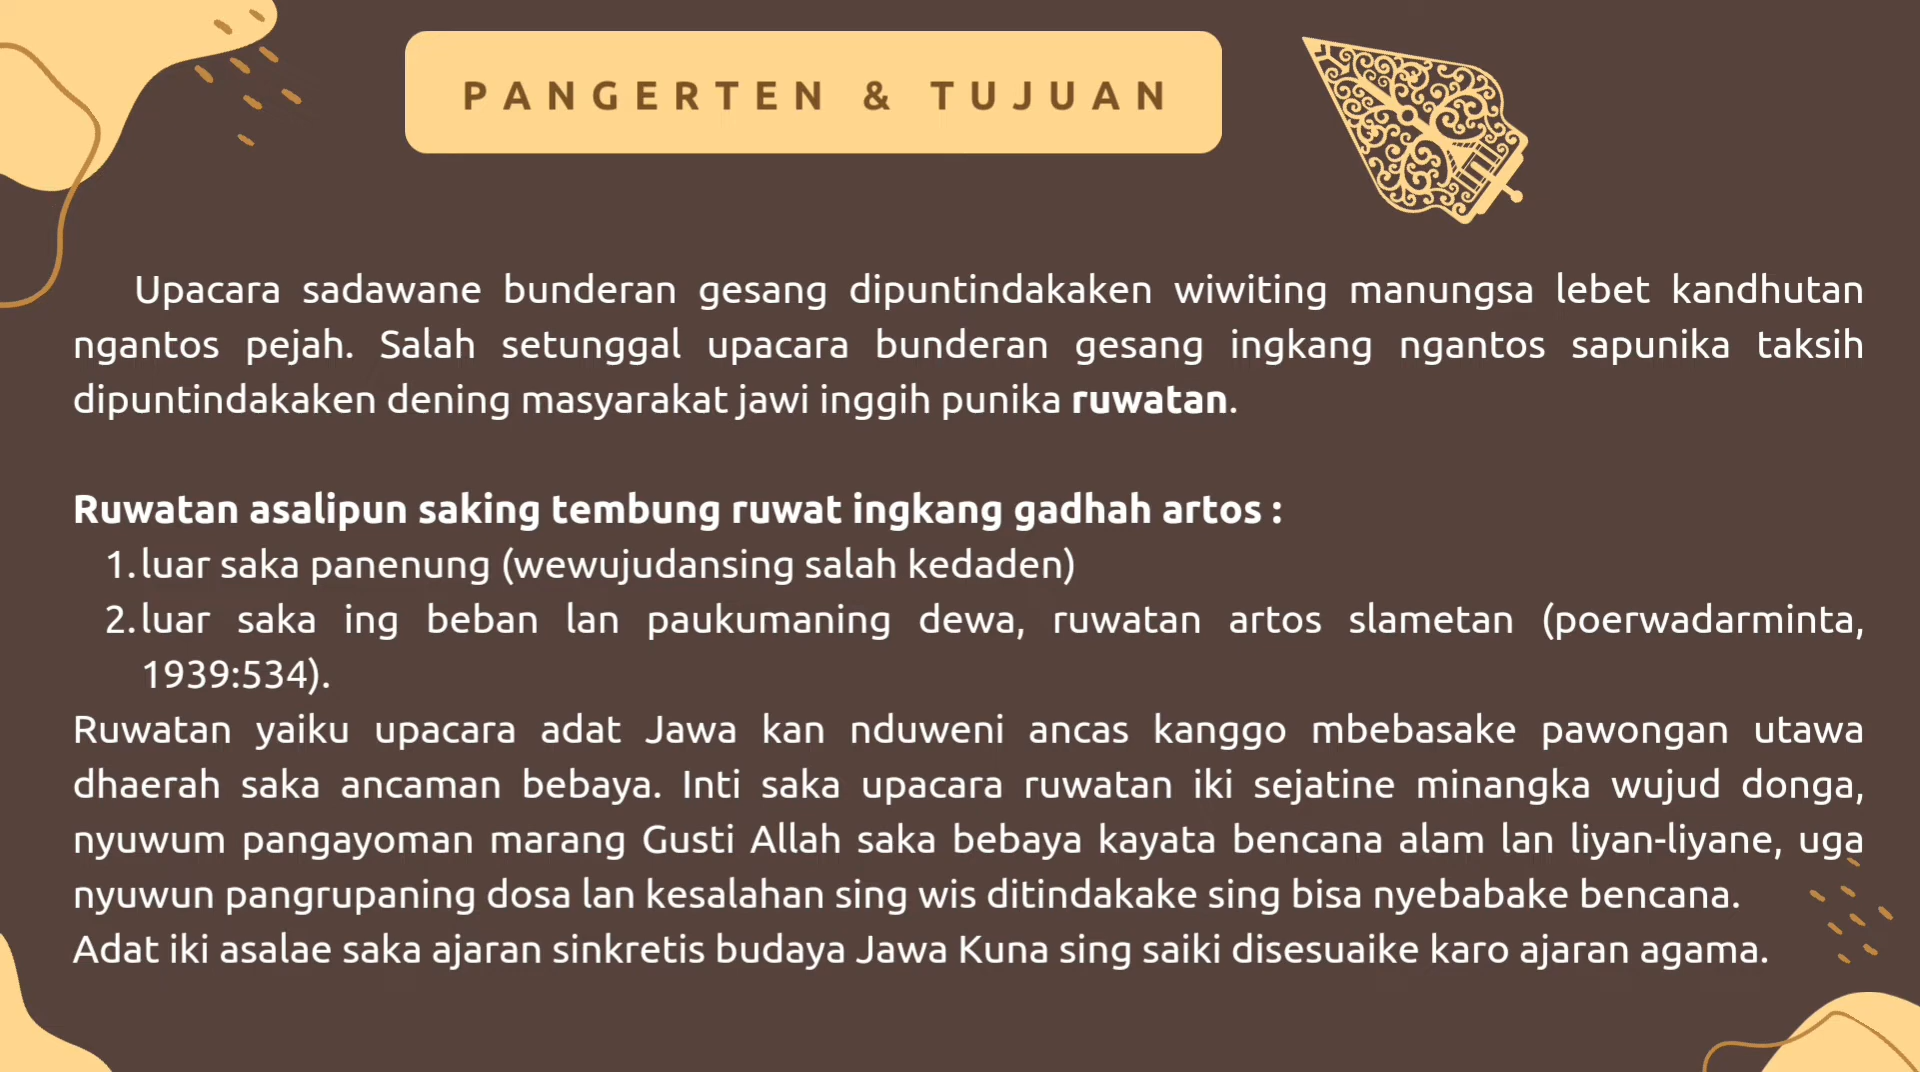 PANGERTEN & TUJUAN
Upacara sadawane bunderan gesang dipuntindakaken wiwiting manungsa lebet kandhutan
ngantos pejah. Salah setunggal upacara bunderan gesang ingkang ngantos sapunika taksih
dipuntindakaken dening masyarakat jawi inggih punika ruwatan.
Ruwatan asalipun saking tembung ruwat ingkang gadhah artos :
1. luar saka panenung (wewujudansing salah kedaden)
2. luar saka ing beban lan paukumaning dewa, ruwatan artos slametan (poerwadarminta,
1939:534).
Ruwatan yaiku upacara adat Jawa kan nduweni ancas kanggo mbebasake pawongan utawa
dhaerah saka ancaman bebaya. Inti saka upacara ruwatan iki sejatine minangka wujud donga,
nyuwum pangayoman marang Gusti Allah saka bebaya kayata bencana alam lan liyan-liyane, uga
nyuwun pangrupaning dosa lan kesalahan sing wis ditindakake sing bisa nyebabake bencana.
Adat iki asalae saka ajaran sinkretis budaya Jawa Kuna sing saiki disesuaike karo ajaran agama.